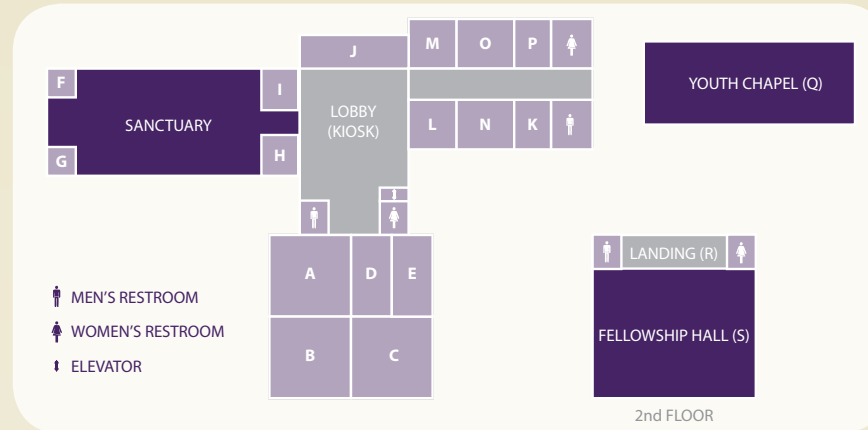 J
M
O
P
F
I
SANCTUARY
LOBBY
(KIOSK)
YOUTH CHAPEL (Q)
L
N
K
G
H
A
D
E
LANDING (R)
MEN’S RESTROOM
WOMEN’S RESTROOM
ELEVATOR
B
C
FELLOWSHIP HALL (S)
2nd FLOOR